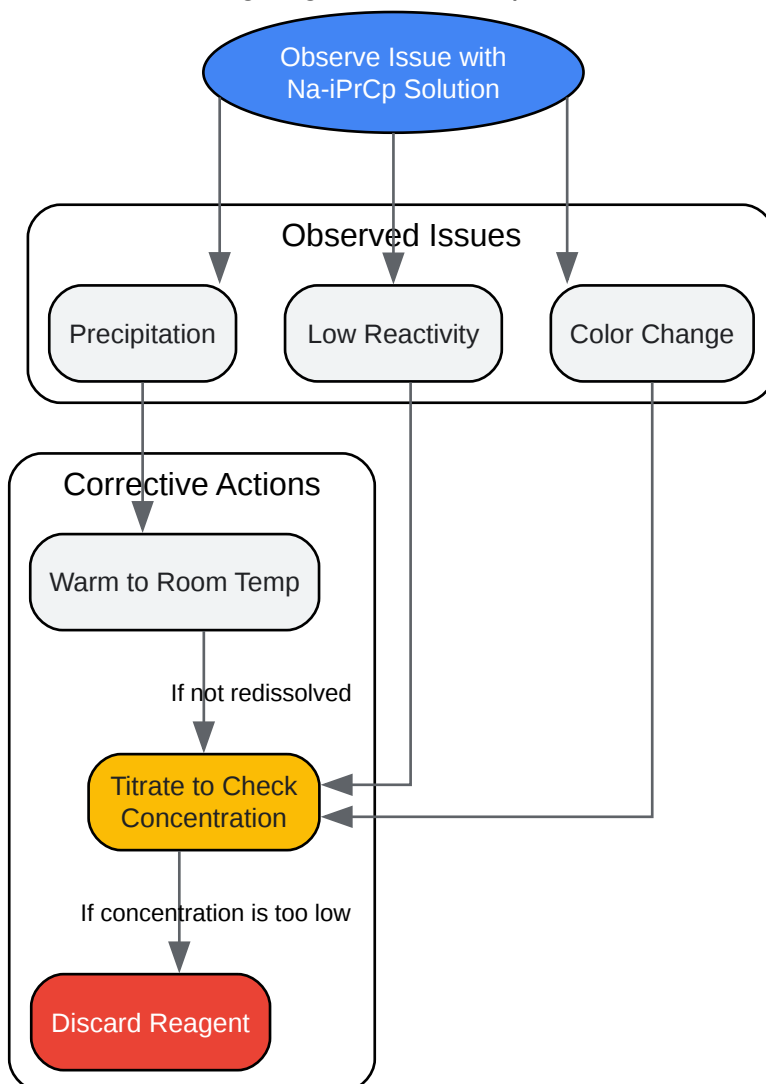 Observe Issue with
Na-iPrCp Solution
Observed Issues
Precipitation
Low Reactivity
Color Change
Corrective Actions
Warm to Room Temp
If not redissolved
Titrate to Check
Concentration
If concentration is too low
Discard Reagent